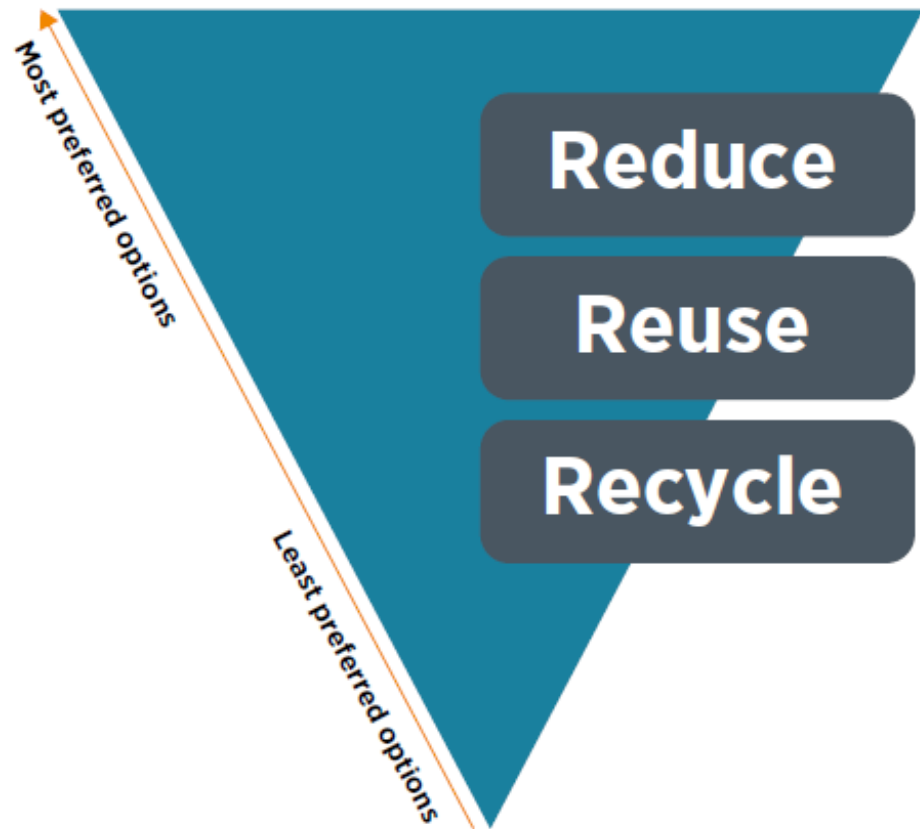 Most preferred options
Reduce
Reuse
Recycle
Least preferred options